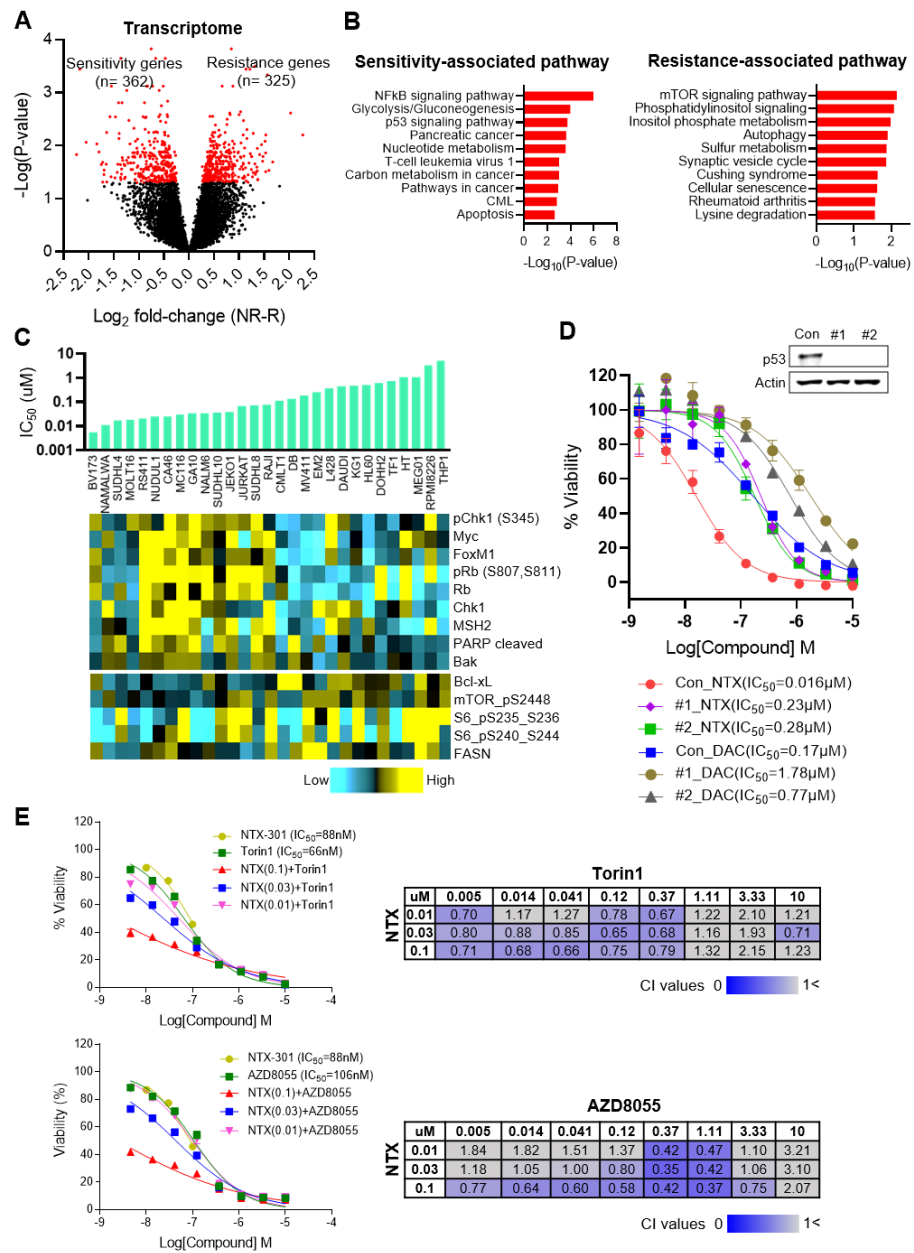 A
Transcriptome
Sensitivity genes
(n= 362)
Resistance genes
(n= 325)
-Log(P-value)
4
3
2
1
0
-2.5
-2.0
-1.5
-1.0
-0.5
0.0
0.5
1.0
1.5
2.0
2.5
Log2 fold-change (NR-R)
B
Sensitivity-associated pathway
NFkB signaling pathway
Glycolysis/Gluconeogenesis
p53 signaling pathway
Pancreatic cancer
Nucleotide metabolism
T-cell leukemia virus 1
Carbon metabolism in cancer
Pathways in cancer
CML
Apoptosis
0 2 4 6 8
-Log10(P-value)
Resistance-associated pathway
mTOR signaling pathway
Phosphatidylinositol signaling
Inositol phosphate metabolism
Autophagy
Sulfur metabolism
Synaptic vesicle cycle
Cushing syndrome
Cellular senescence
Rheumatoid arthritis
Lysine degradation
0 1 2
-Log10(P-value)
C
IC50 (uM)
10
1
0.1
0.01
0.001
BV173
NAMALWA
SUDHL4
MOLT16
RS411
NUDUL1
CA46
MC116
GA10
NALM6
SUDHL10
JEKO1
JURKAT
SUDHL8
RAJI
CMLT1
DB
MV411
EM2
L428
DAUDI
KG1
HL60
DOHH2
TF1
HT
MEG01
RPMI8226
THP1
pChk1 (S345)
Myc
FoxM1
pRb (S807,S811)
Rb
Chk1
MSH2
PARP cleaved
Bak
Bcl-xL
mTOR_pS2448
S6_pS235_S236
S6_pS240_S244
FASN
Low High
D
Con #1 #2
p53
Actin
% Viability
120
100
80
60
40
20
0
-9 -8 -7 -6 -5
Log[Compound] M
Con_NTX(IC50=0.016μM)
#1_NTX(IC50=0.23μM)
#2_NTX(IC50=0.28μM)
Con_DAC(IC50=0.17μM)
#1_DAC(IC50=1.78μM)
#2_DAC(IC50=0.77μM)
E
% Viability
120
100
80
60
40
20
0
-9 -8 -7 -6 -5 -4
Log[Compound] M
NTX-301 (IC50=88nM)
Torin1 (IC50=66nM)
NTX(0.1)+Torin1
NTX(0.03)+Torin1
NTX(0.01)+Torin1
Torin1
NTX
uM 0.005 0.014 0.041 0.12 0.37 1.11 3.33 10
0.01 0.70 1.17 1.27 0.78 0.67 1.22 2.10 1.21
0.03 0.80 0.88 0.85 0.65 0.68 1.16 1.93 0.71
0.1 0.71 0.68 0.66 0.75 0.79 1.32 2.15 1.23
CI values 0 1<
Viability (%)
120
100
80
60
40
20
0
-9 -8 -7 -6 -5 -4
Log[Compound] M
NTX-301 (IC50=88nM)
AZD8055 (IC50=106nM)
NTX(0.1)+AZD8055
NTX(0.03)+AZD8055
NTX(0.01)+AZD8055
AZD8055
NTX
uM 0.005 0.014 0.041 0.12 0.37 1.11 3.33 10
0.01 1.84 1.82 1.51 1.37 0.42 0.47 1.10 3.21
0.03 1.18 1.05 1.00 0.80 0.35 0.42 1.06 3.10
0.1 0.77 0.64 0.60 0.58 0.42 0.37 0.75 2.07
CI values 0 1<